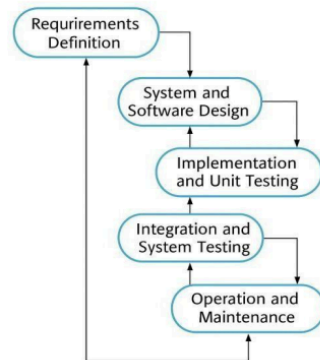 Requrirements
Definition
System and
Software Design
Implementation
and Unit Testing
Integration and
System Testing
Operation and
Maintenance